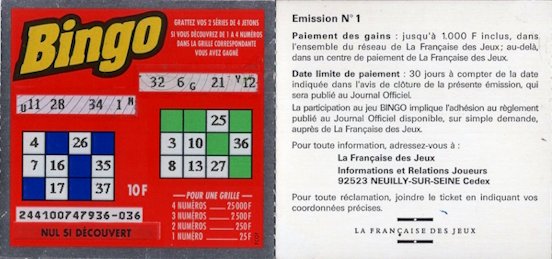 Bingo
GRATTEZ VOS 2 SÉRIES DE 4 JETONS
SI VOUS DÉCOUVREZ DE 1 A 4 NUMÉROS
DANS LA GRILLE CORRESPONDANTE
VOUS AVEZ GAGNÉ
32 6 G 21 V 12
U 11 28 34 1 M
4 26
7 16 35
17 37
25
3 10 36
8 13 27
10 F
244100747936-036
NUL SI DÉCOUVERT
POUR UNE GRILLE
4 NUMÉROS 25000 F
3 NUMÉROS 2500 F
2 NUMÉROS 250 F
1 NUMÉRO 25 F
Emission N° 1
Paiement des gains : jusqu'à 1.000 F inclus, dans
l'ensemble du réseau de La Française des Jeux ; au-delà,
dans un centre de paiement de La Française des Jeux.
Date limite de paiement : 30 jours à compter de la date
indiquée dans l'avis de clôture de la présente émission, qui
sera publié au Journal Officiel.
La participation au jeu BINGO implique l'adhésion au règlement
publié au Journal Officiel disponible, sur simple demande,
auprès de La Française des Jeux.
Pour toute information, adressez-vous à :
La Française des Jeux
Informations et Relations Joueurs
92523 NEUILLY-SUR-SEINE Cedex
Pour toute réclamation, joindre le ticket en indiquant vos
coordonnées précises.
LA FRANÇAISE DES JEUX